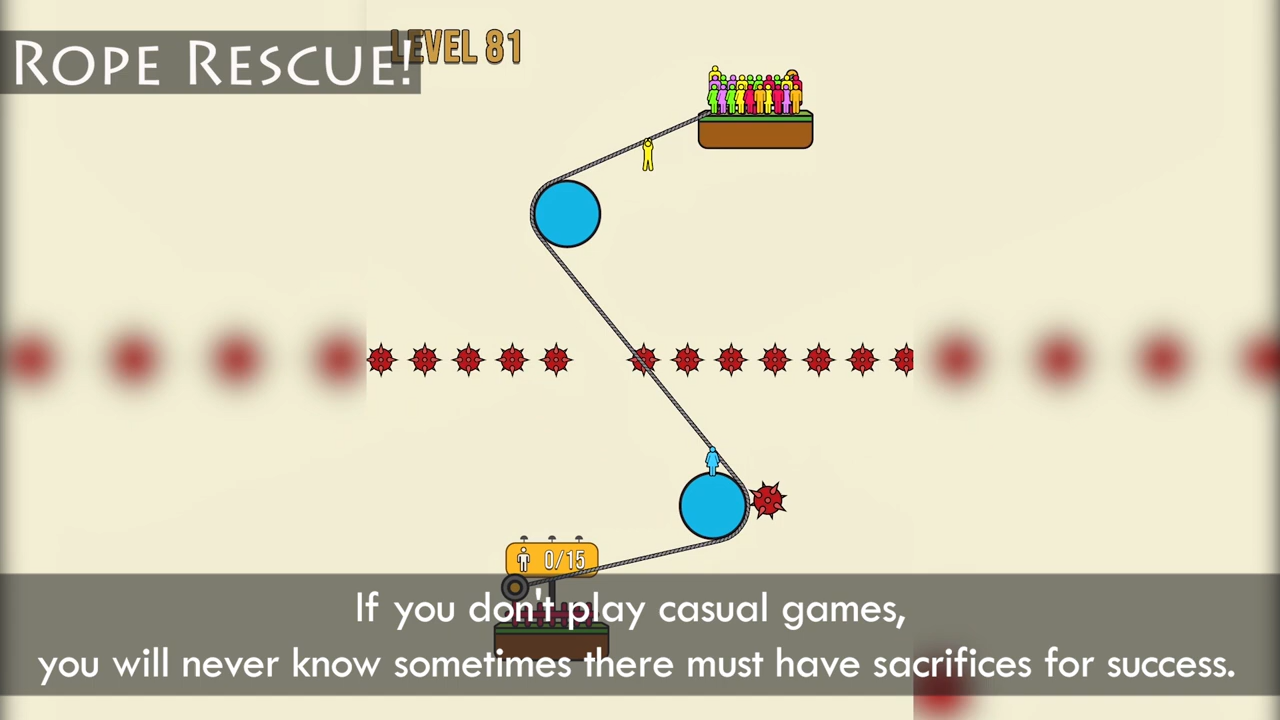 ROPE RESCUE!
LEVEL 81
0/15
If you don't play casual games,
you will never know sometimes there must have sacrifices for success.